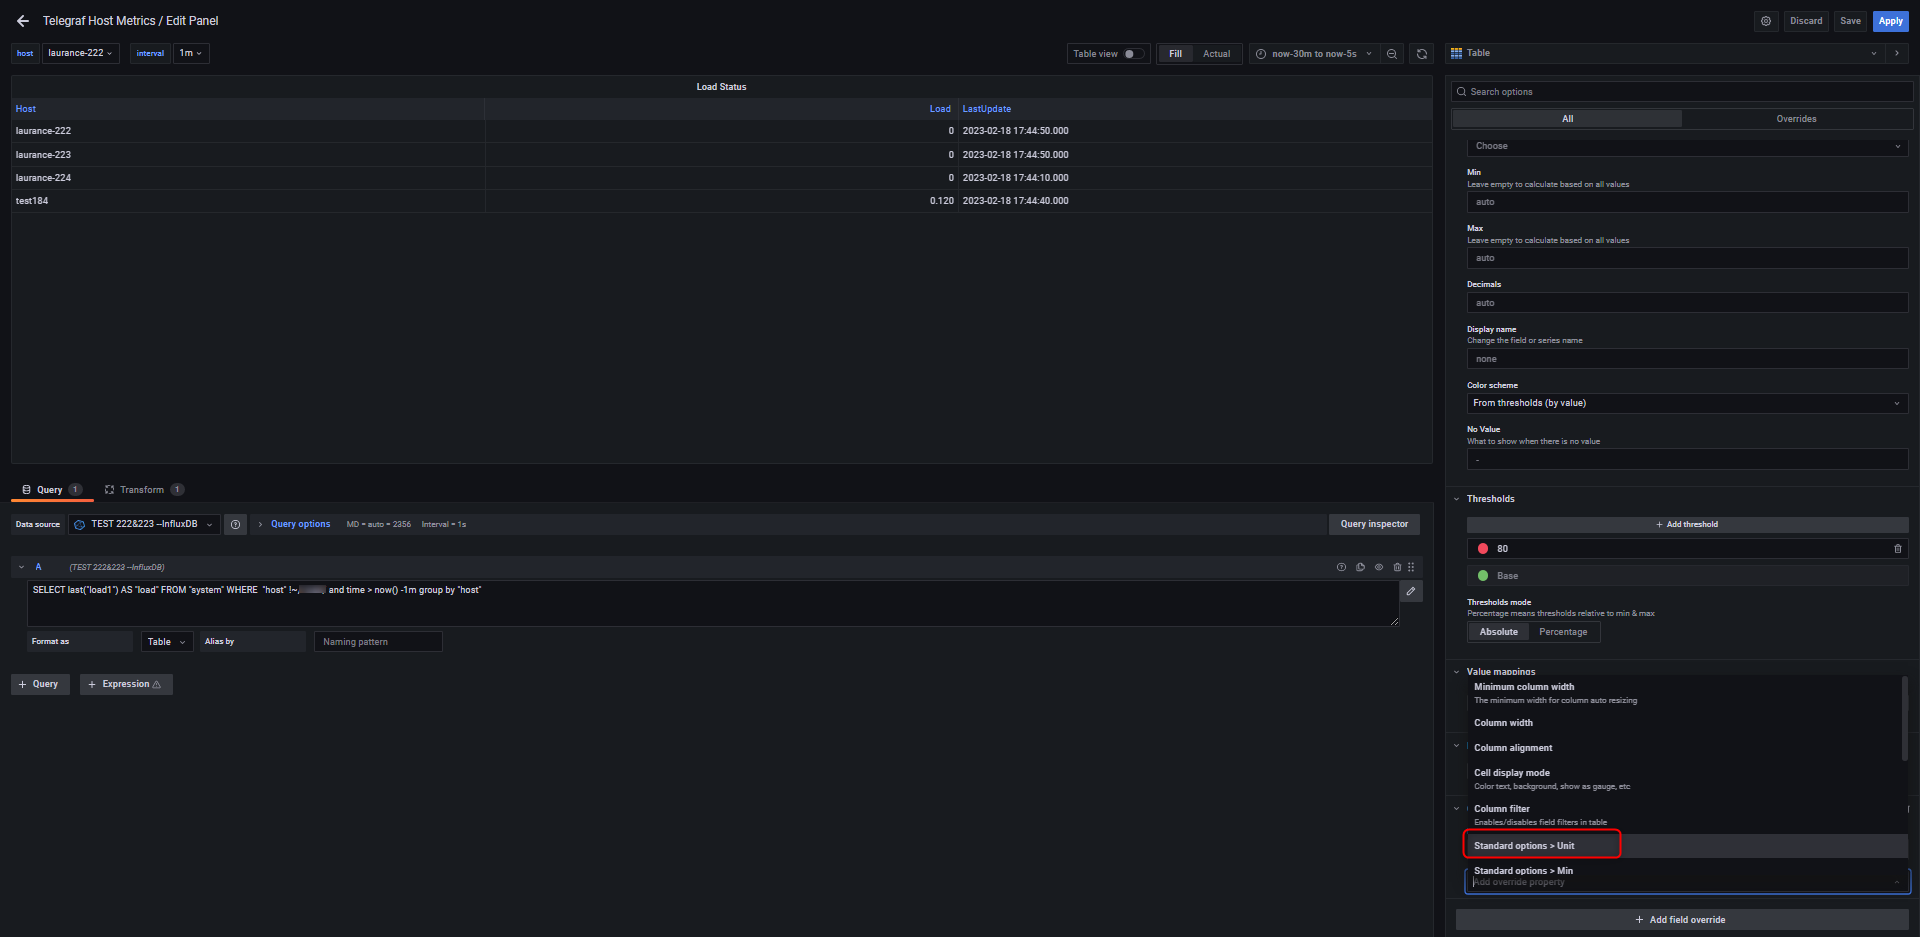 Telegraf Host Metrics / Edit Panel
Discard Save Apply
host laurance-222 interval 1m
Table view Fill Actual now-30m to now-5s
Table
Load Status
Host Load LastUpdate
laurance-222 0 2023-02-18 17:44:50.000
laurance-223 0 2023-02-18 17:44:50.000
laurance-224 0 2023-02-18 17:44:10.000
test184 0.120 2023-02-18 17:44:40.000
Query 1 Transform 1
Data source TEST 222&223 --InfluxDB Query options MD = auto = 2356 Interval = 1s Query inspector
A (TEST 222&223 --InfluxDB)
SELECT last("load1") AS "load" FROM "system" WHERE "host" !~ and time > now() -1m group by "host"
Format as Table Alias by Naming pattern
+ Query + Expression
Search options
All Overrides
Choose
Min
Leave empty to calculate based on all values
auto
Max
Leave empty to calculate based on all values
auto
Decimals
auto
Display name
Change the field or series name
none
Color scheme
From thresholds (by value)
No Value
What to show when there is no value
-
Thresholds
+ Add threshold
80
Base
Thresholds mode
Percentage means thresholds relative to min & max
Absolute Percentage
Value mappings
Minimum column width
The minimum width for column auto resizing
Column width
Column alignment
Cell display mode
Color text, background, show as gauge, etc
Column filter
Enables/disables field filters in table
Standard options > Unit
Standard options > Min
Add override property
+ Add field override